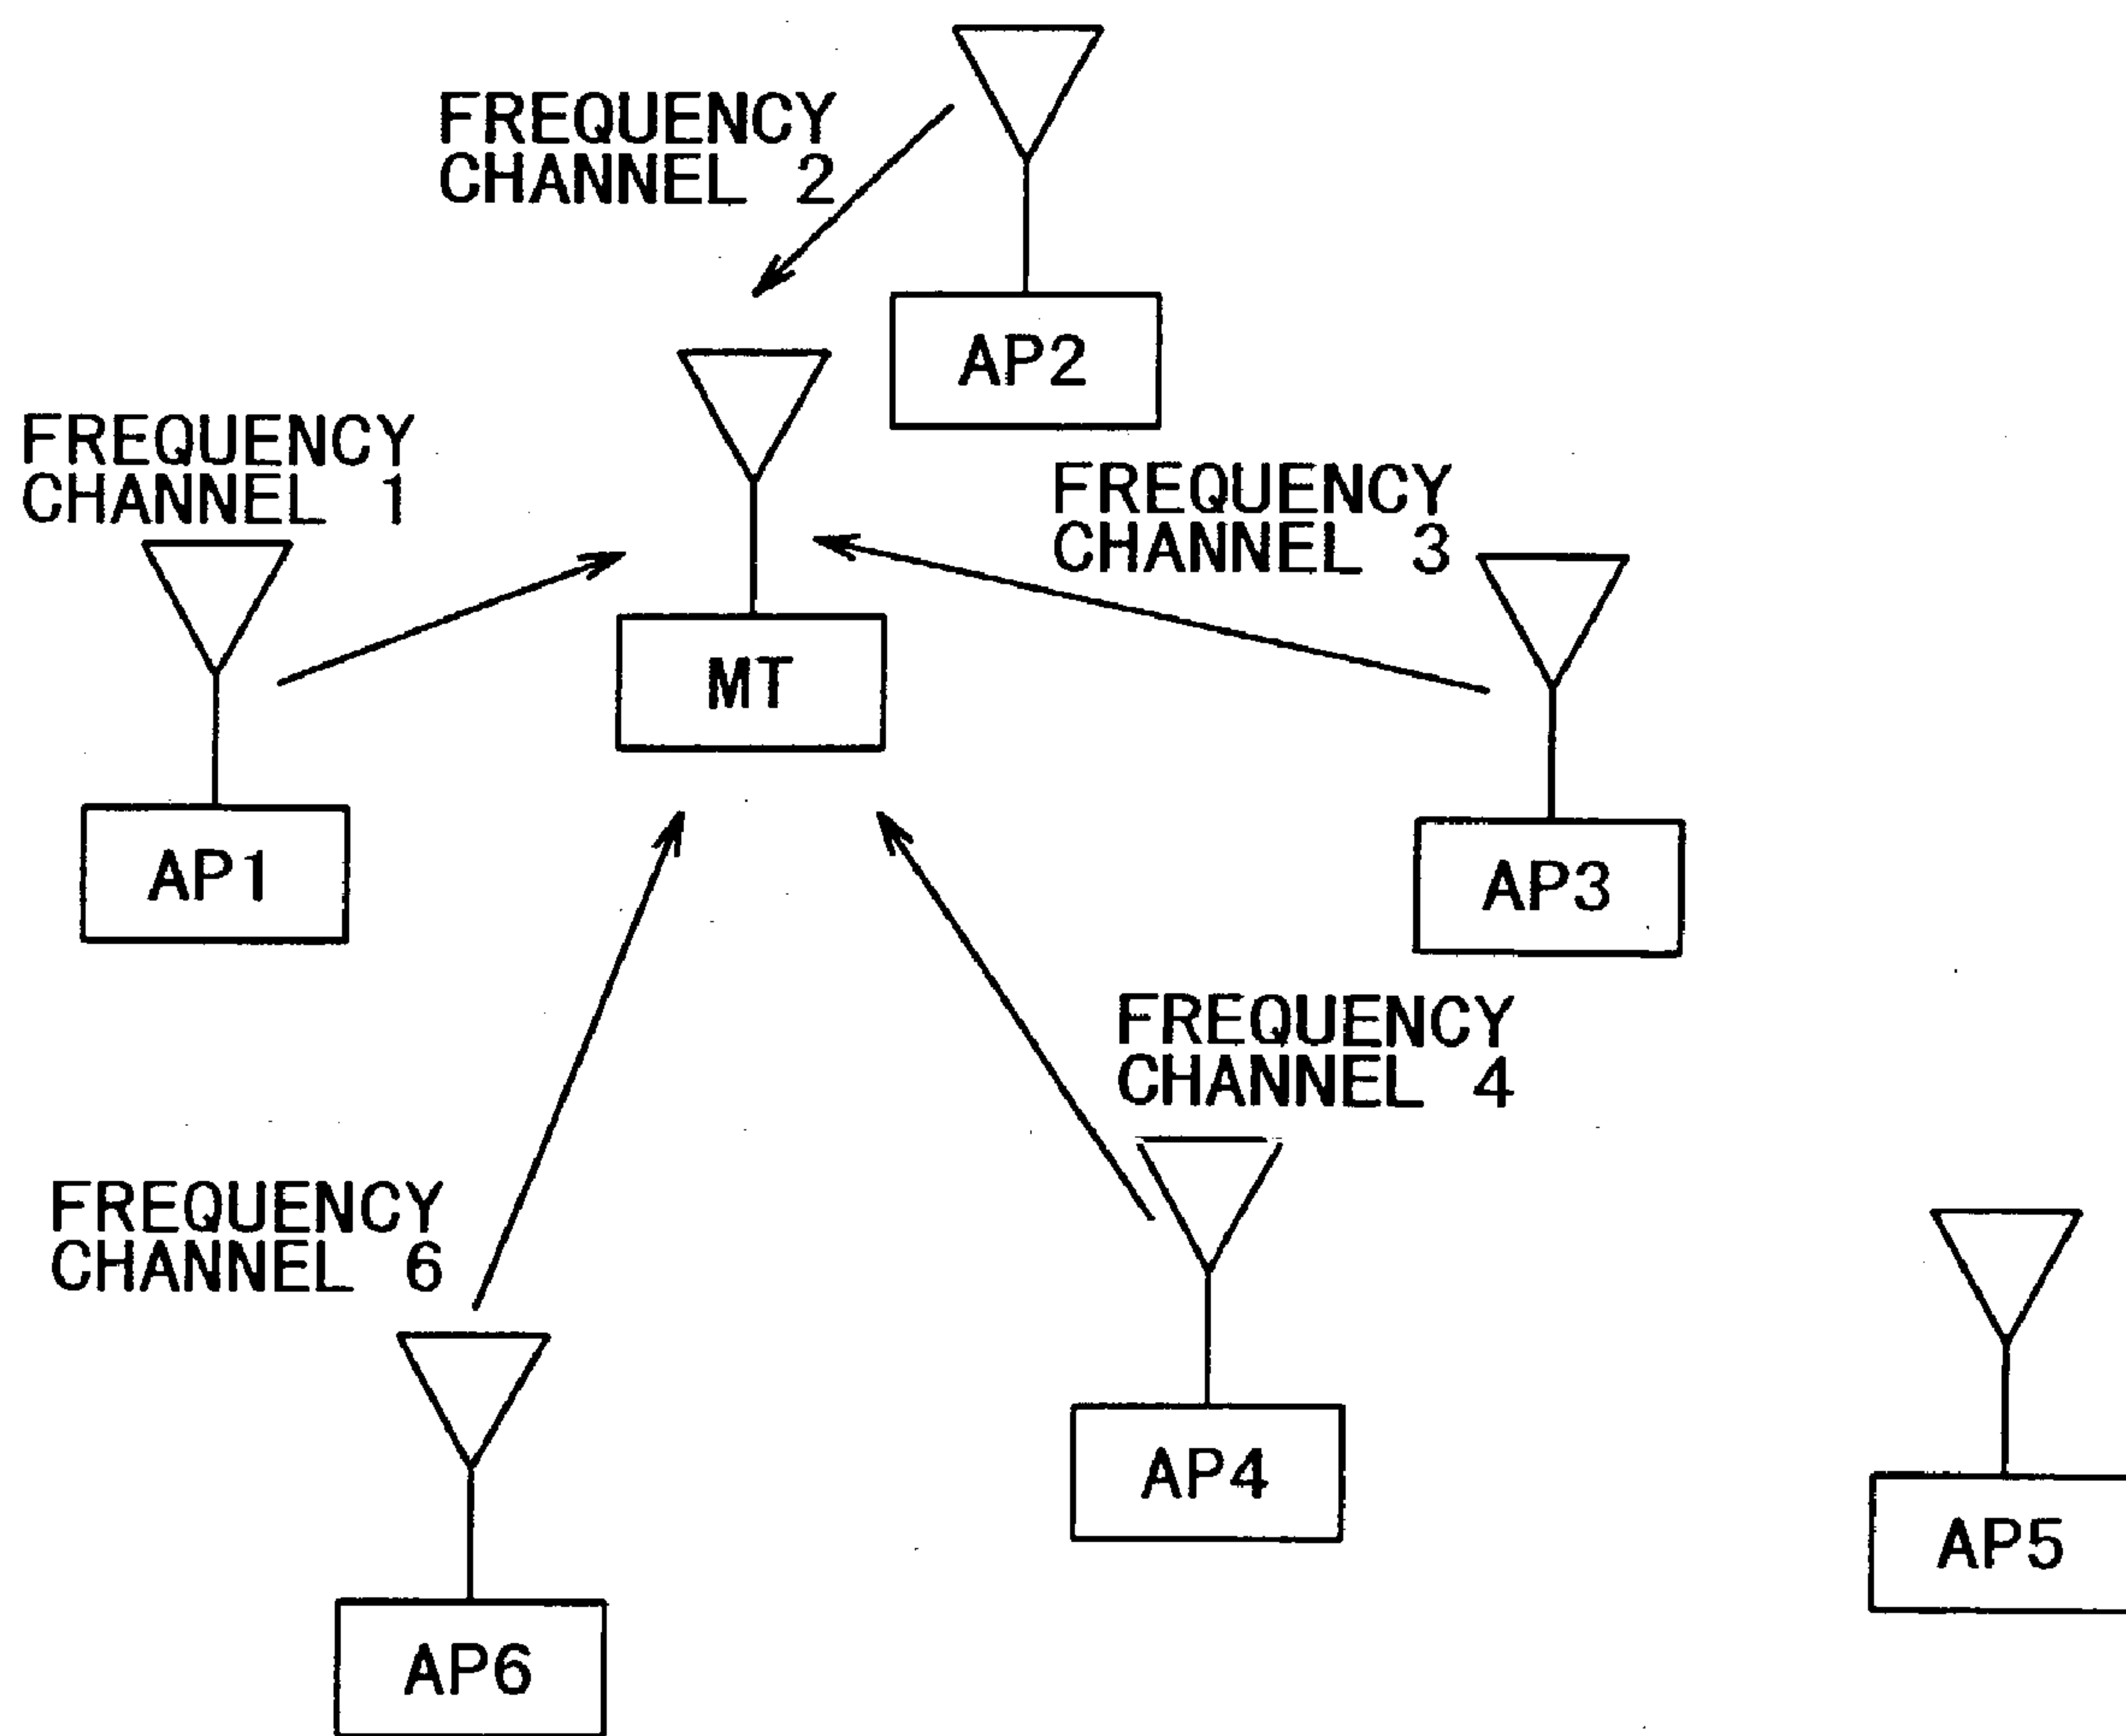 FREQUENCY
CHANNEL 2
AP2
FREQUENCY
CHANNEL 1
FREQUENCY
CHANNEL 3
MT
AP1
AP3
FREQUENCY
CHANNEL 4
FREQUENCY
CHANNEL 6
AP4
AP5
AP6